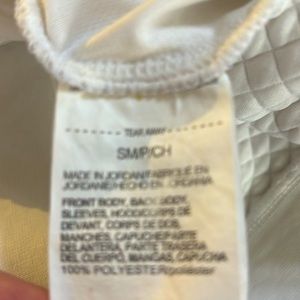 TEAR AWAY
SM/P/CH
MADE IN JORDAN/FABRIQUÉ EN
JORDANIE/HECHO EN JORDANIA
FRONT BODY, BACK BODY,
SLEEVES, HOOD/CORPS DE
DEVANT, CORPS DE DOS,
MANCHES, CAPUCHE/PARTE
DELANTERA, PARTE TRASERA
DEL CUERPO, MANGAS, CAPUCHA
100% POLYESTER/polyester